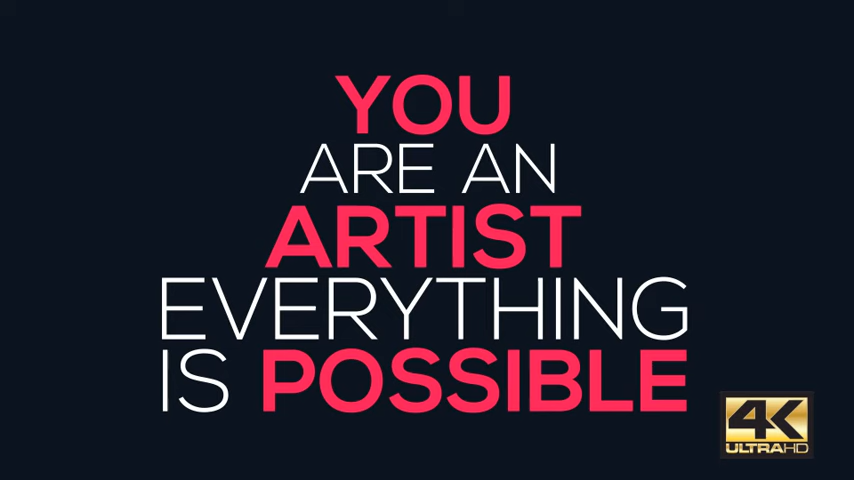 YOU
ARE AN
ARTIST
EVERYTHING
IS POSSIBLE
4K
ULTRAHD